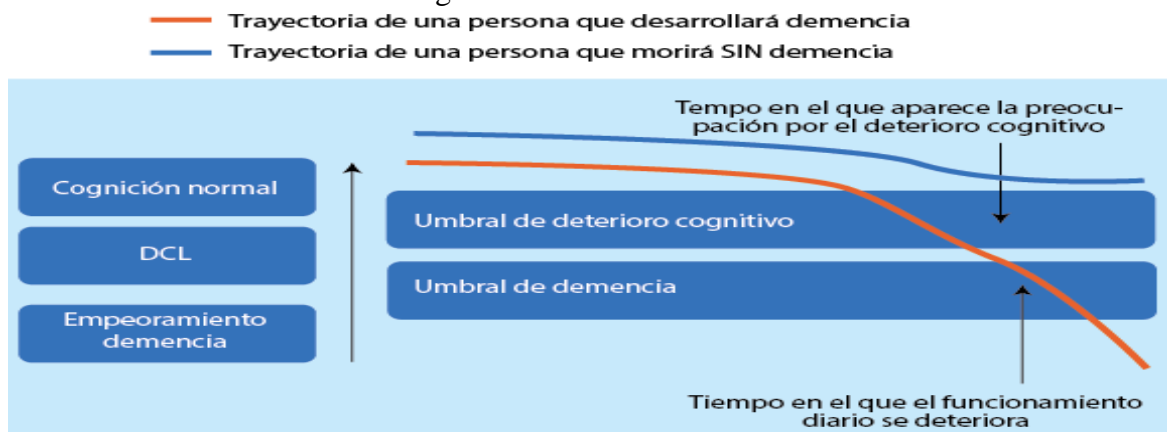 Trayectoria de una persona que desarrollará demencia
Trayectoria de una persona que morirá SIN demencia
Tempo en el que aparece la preocu-
pación por el deterioro cognitivo
Cognición normal
Umbral de deterioro cognitivo
DCL
Umbral de demencia
Empeoramiento
demencia
Tiempo en el que el funcionamiento
diario se deteriora